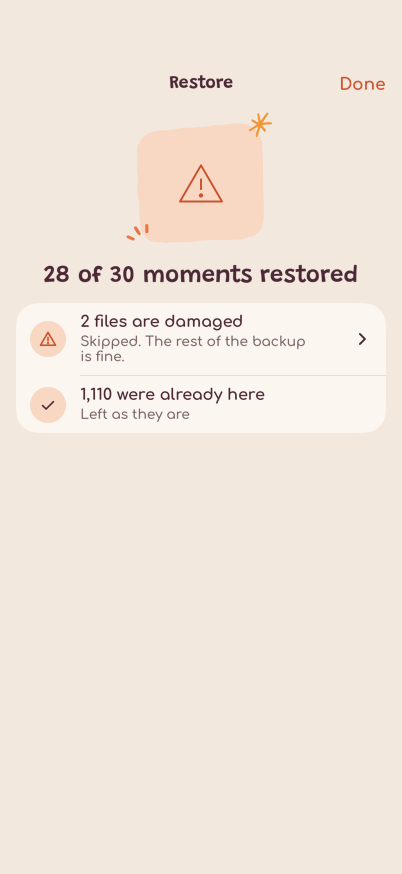 Restore
Done
28 of 30 moments restored
2 files are damaged
Skipped. The rest of the backup
is fine.
1,110 were already here
Left as they are